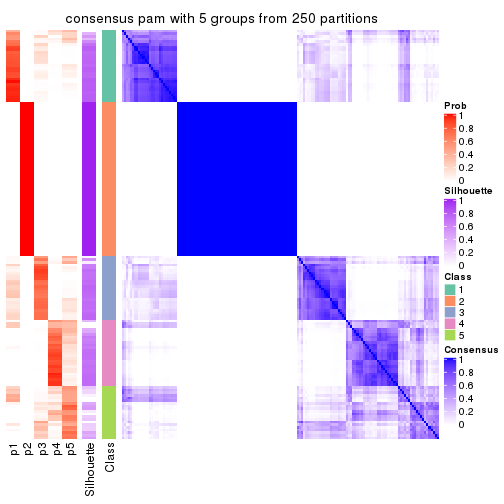 consensus pam with 5 groups from 250 partitions
Prob
1
0.8
0.6
0.4
0.2
0
Silhouette
1
0.8
0.6
0.4
0.2
0
Class
1
2
3
4
5
Consensus
1
0.8
0.6
0.4
0.2
0
p1
p2
p3
p4
p5
Silhouette
Class